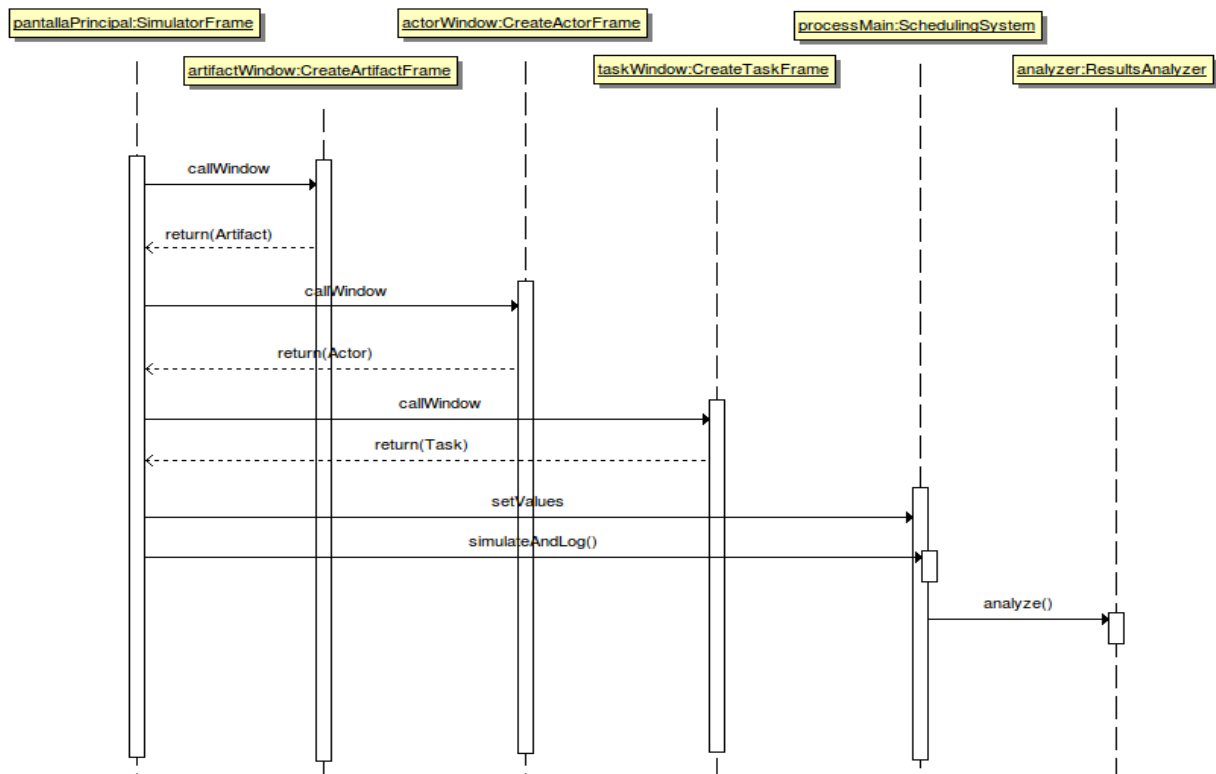 pantallaPrincipal:SimulatorFrame
actorWindow:CreateActorFrame
processMain:SchedulingSystem
artifactWindow:CreateArtifactFrame
taskWindow:CreateTaskFrame
analyzer:ResultsAnalyzer
callWindow
return(Artifact)
callWindow
return(Actor)
callWindow
return(Task)
setValues
simulateAndLog()
analyze()